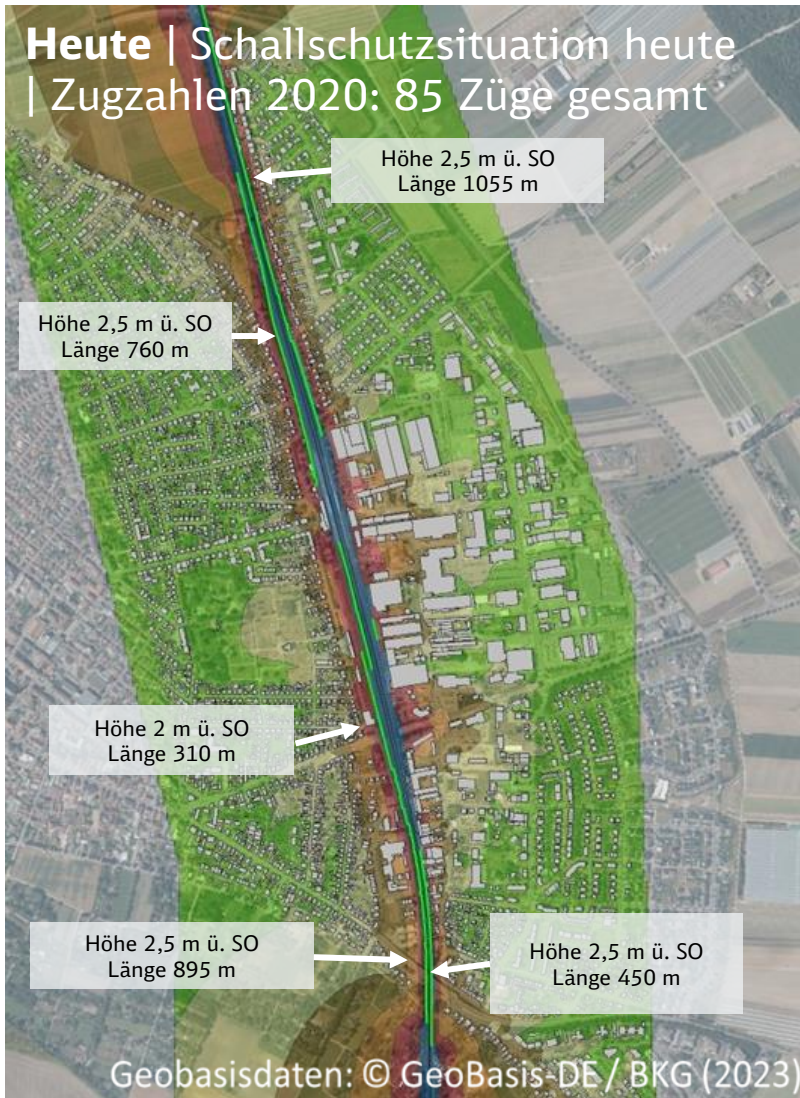 Heute | Schallschutzsituation heute
| Zugzahlen 2020: 85 Züge gesamt
Höhe 2,5 m ü. SO
Länge 1055 m
Höhe 2,5 m ü. SO
Länge 760 m
Höhe 2 m ü. SO
Länge 310 m
Höhe 2,5 m ü. SO
Länge 895 m
Höhe 2,5 m ü. SO
Länge 450 m
Geobasisdaten: © GeoBasis-DE / BKG (2023)